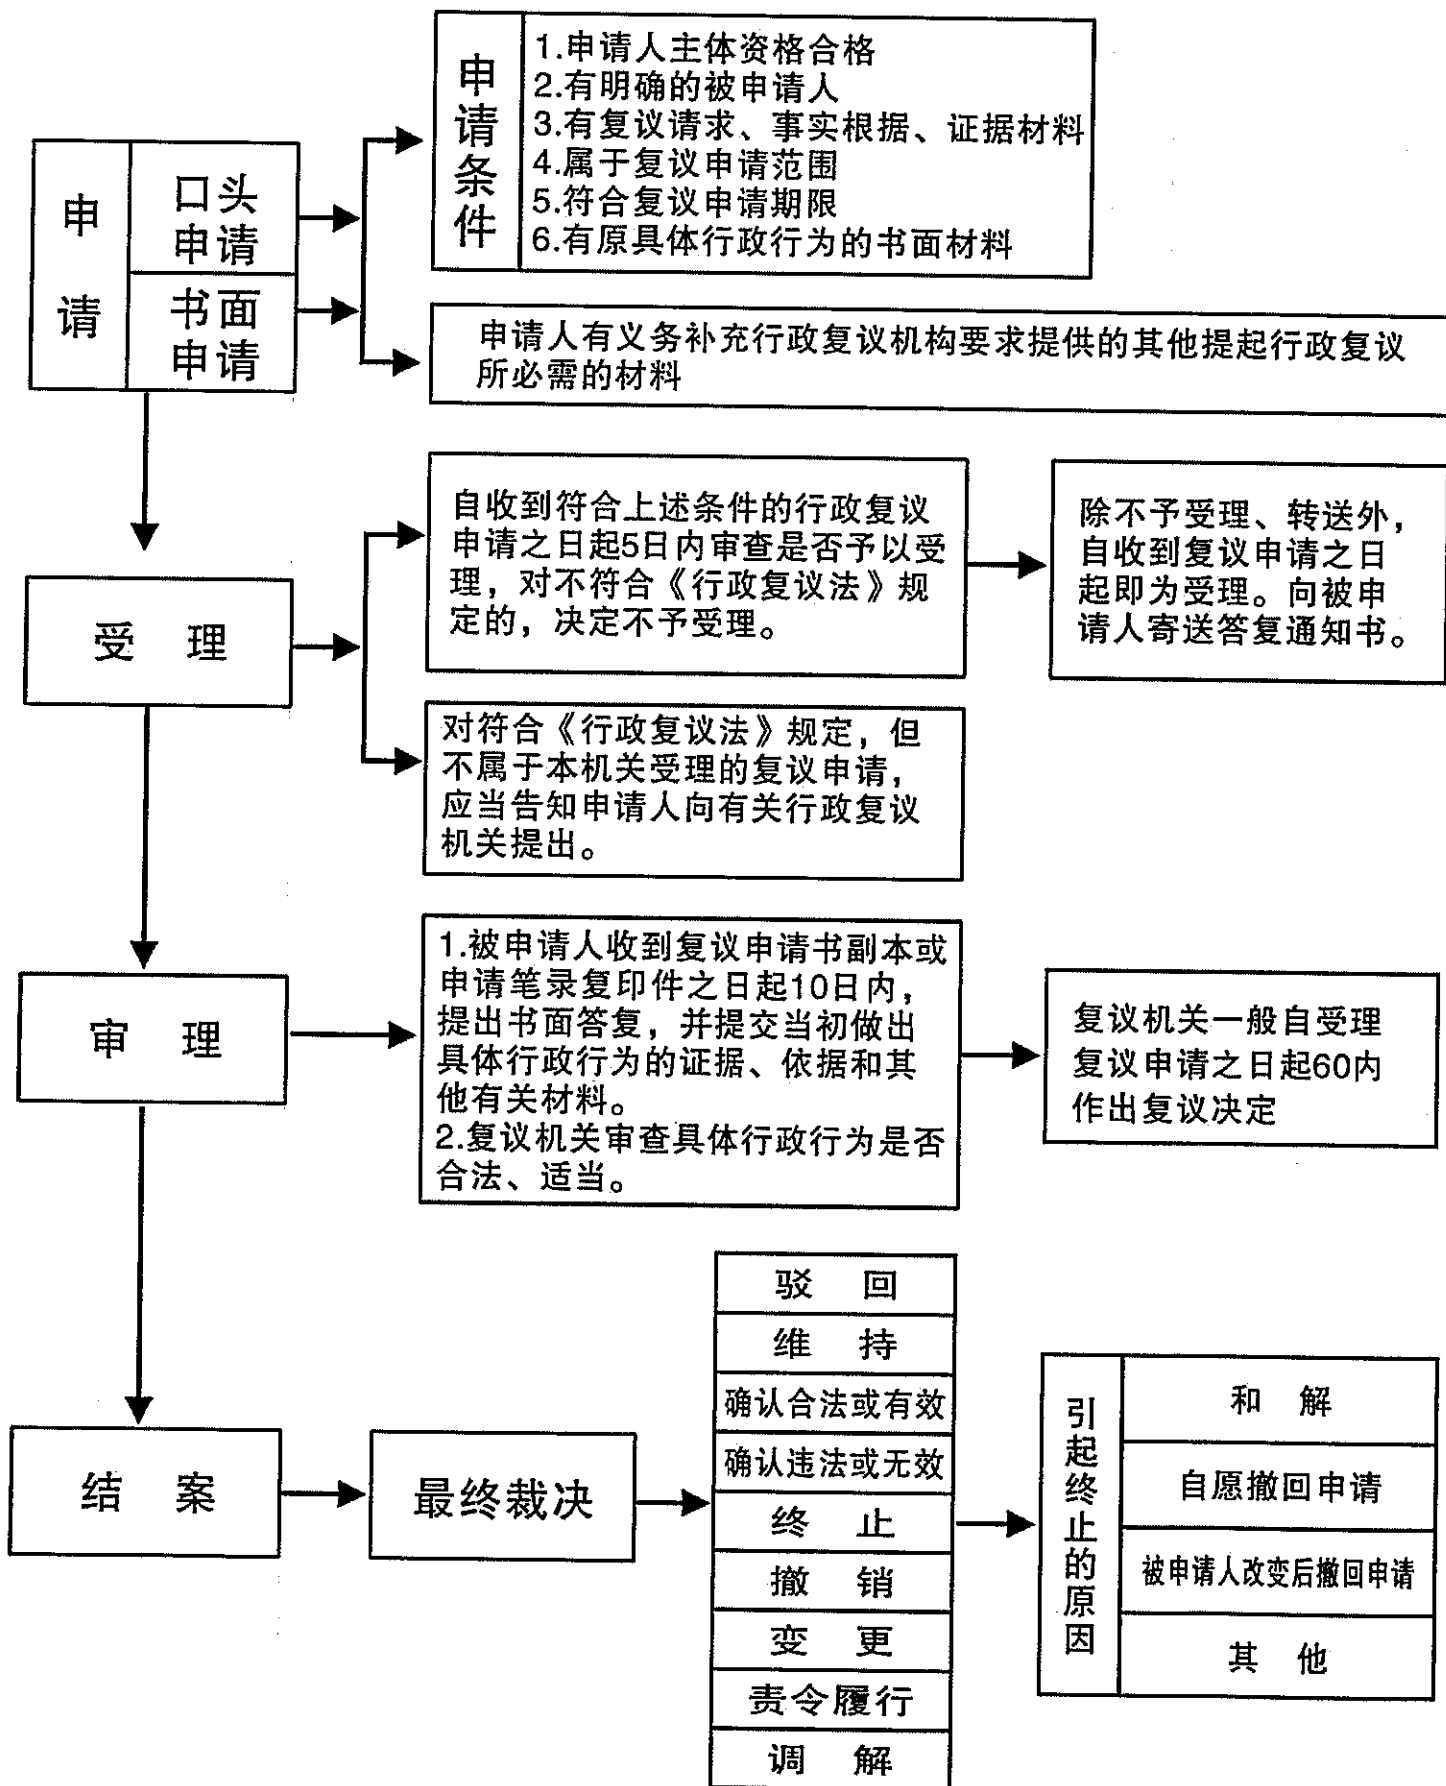 申请
口头
申请
书面
申请
申请条件
1.申请人主体资格合格
2.有明确的被申请人
3.有复议请求、事实根据、证据材料
4.属于复议申请范围
5.符合复议申请期限
6.有原具体行政行为的书面材料
申请人有义务补充行政复议机构要求提供的其他提起行政复议
所必需的材料
受 理
自收到符合上述条件的行政复议
申请之日起5日内审查是否予以受
理，对不符合《行政复议法》规
定的，决定不予受理。
除不予受理、转送外，
自收到复议申请之日
起即为受理。向被申
请人寄送答复通知书。
对符合《行政复议法》规定，但
不属于本机关受理的复议申请，
应当告知申请人向有关行政复议
机关提出。
审 理
1.被申请人收到复议申请书副本或
申请笔录复印件之日起10日内，
提出书面答复，并提交当初做出
具体行政行为的证据、依据和其
他有关材料。
2.复议机关审查具体行政行为是否
合法、适当。
复议机关一般自受理
复议申请之日起60内
作出复议决定
结 案
最终裁决
驳 回
维 持
确认合法或有效
确认违法或无效
终 止
撤 销
变 更
责令履行
调 解
引起终止的原因
和 解
自愿撤回申请
被申请人改变后撤回申请
其 他